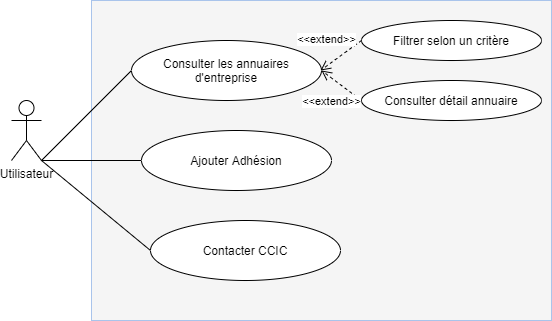 <<extend>>
Filtrer selon un critère
Consulter les annuaires
d'entreprise
<<extend>>
Consulter détail annuaire
Utilisateur
Ajouter Adhésion
Contacter CCIC